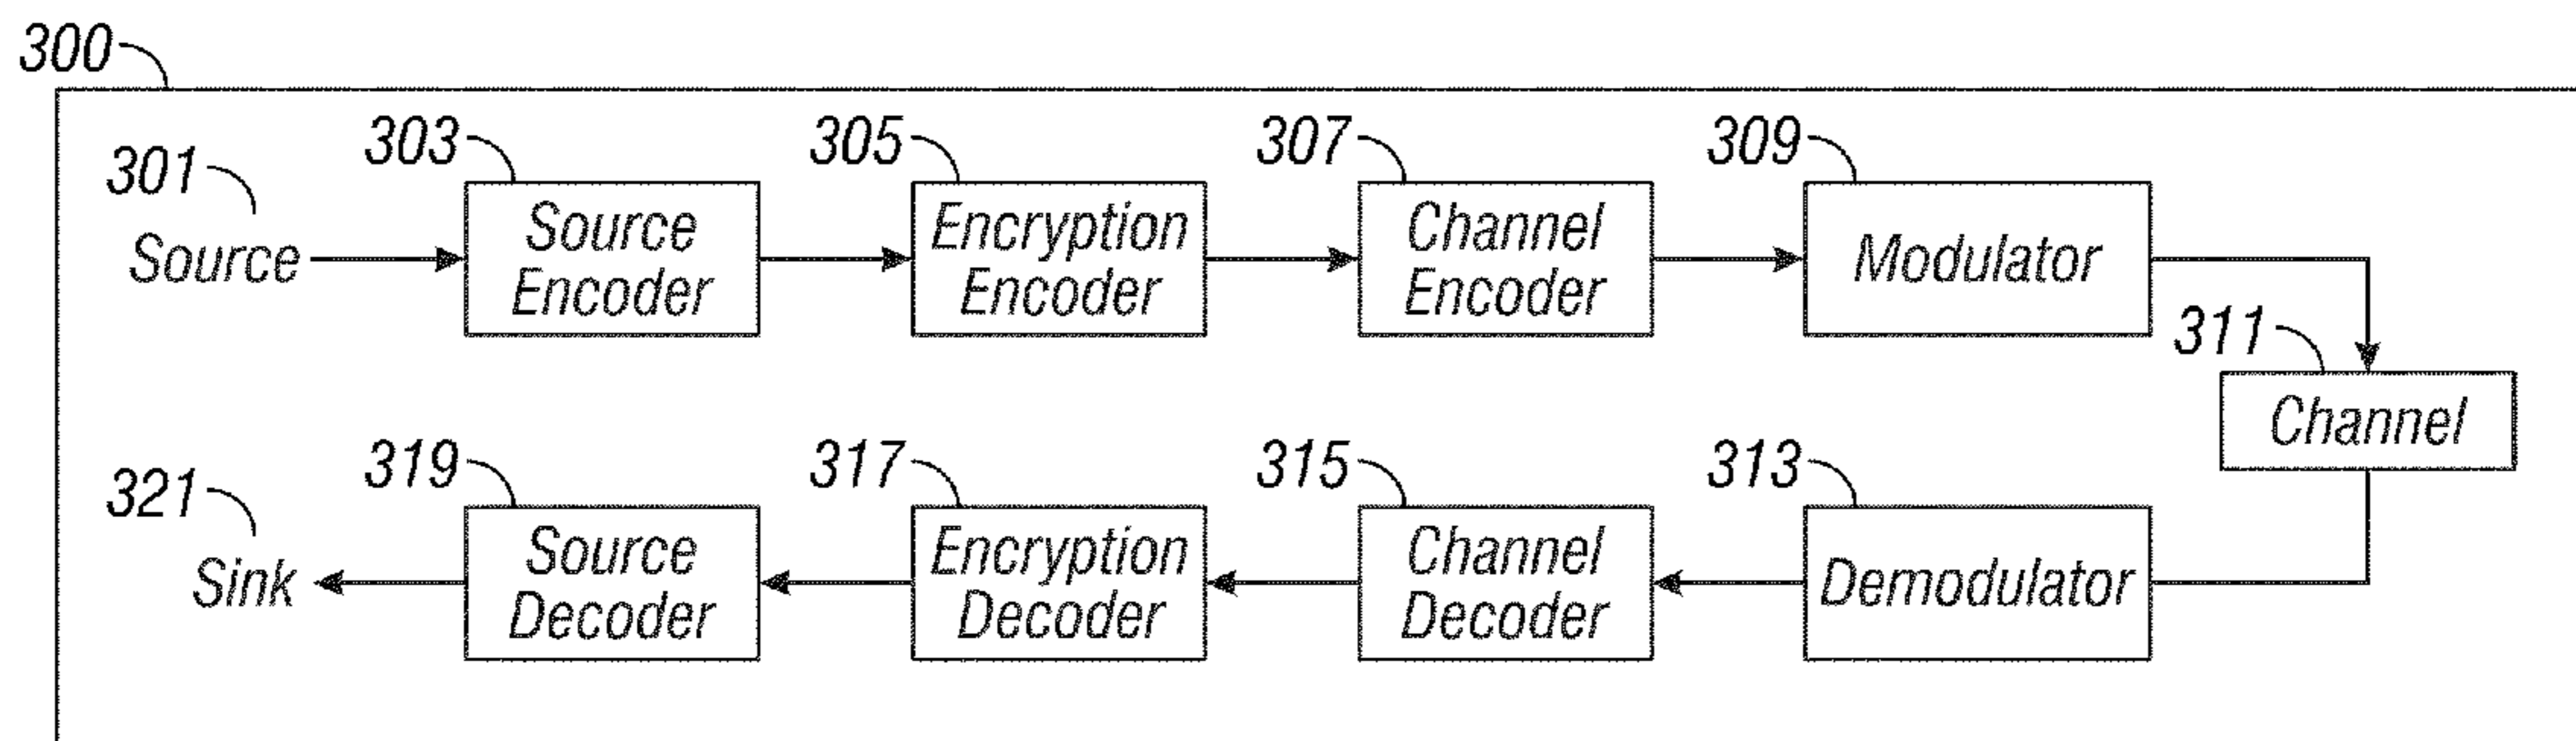 300
301
303
305
307
309
Source
Source
Encoder
Encryption
Encoder
Channel
Encoder
Modulator
311
Channel
321
319
317
315
313
Sink
Source
Decoder
Encryption
Decoder
Channel
Decoder
Demodulator